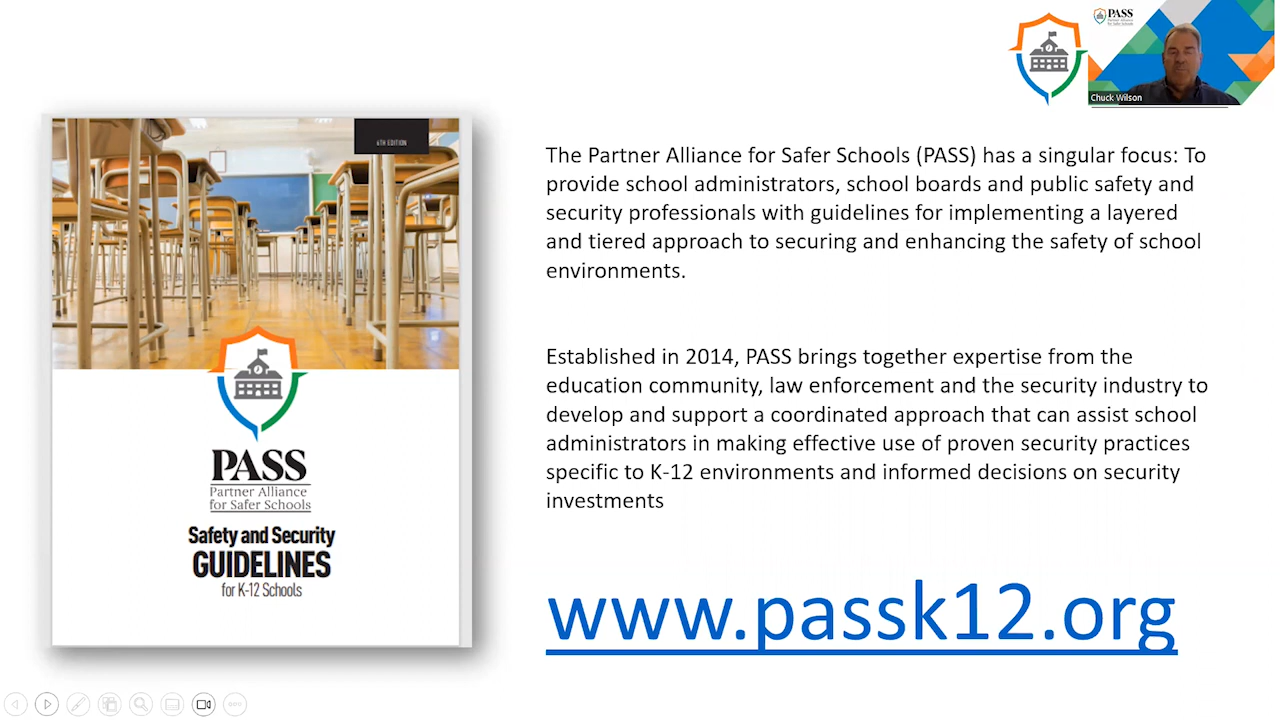 PASS
Partner Alliance
for Safer Schools
Chuck Wilson
6TH EDITION
PASS
Partner Alliance
for Safer Schools
Safety and Security
GUIDELINES
for K-12 Schools
The Partner Alliance for Safer Schools (PASS) has a singular focus: To
provide school administrators, school boards and public safety and
security professionals with guidelines for implementing a layered
and tiered approach to securing and enhancing the safety of school
environments.
Established in 2014, PASS brings together expertise from the
education community, law enforcement and the security industry to
develop and support a coordinated approach that can assist school
administrators in making effective use of proven security practices
specific to K-12 environments and informed decisions on security
investments
www.passk12.org